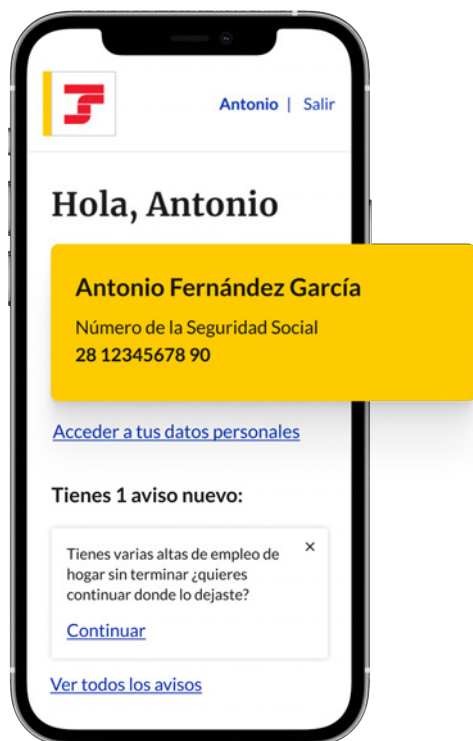 Antonio | Salir
Hola, Antonio
Antonio Fernández García
Número de la Seguridad Social
28 12345678 90
Acceder a tus datos personales
Tienes 1 aviso nuevo:
Tienes varias altas de empleo de ×
hogar sin terminar ¿quieres
continuar donde lo dejaste?
Continuar
Ver todos los avisos